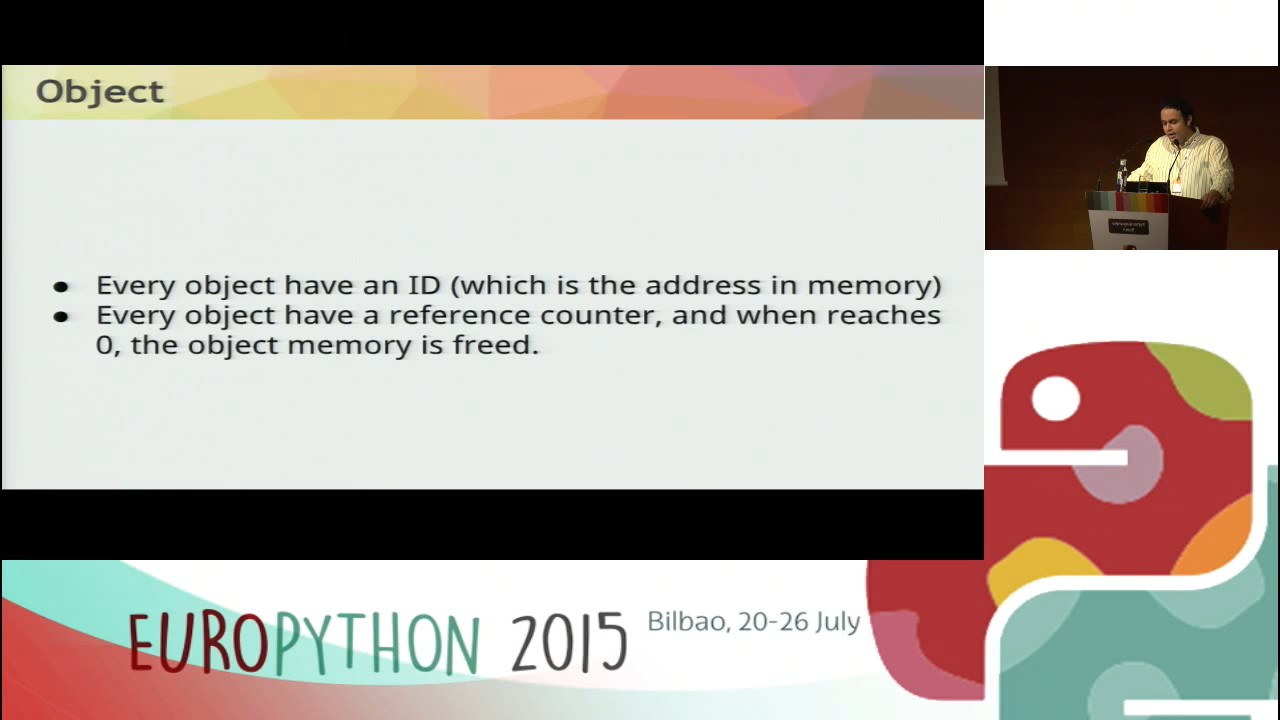 Object
● Every object have an ID (which is the address in memory)
● Every object have a reference counter, and when reaches
0, the object memory is freed.
EUROPYTHON 2015
Bilbao, 20-26 July